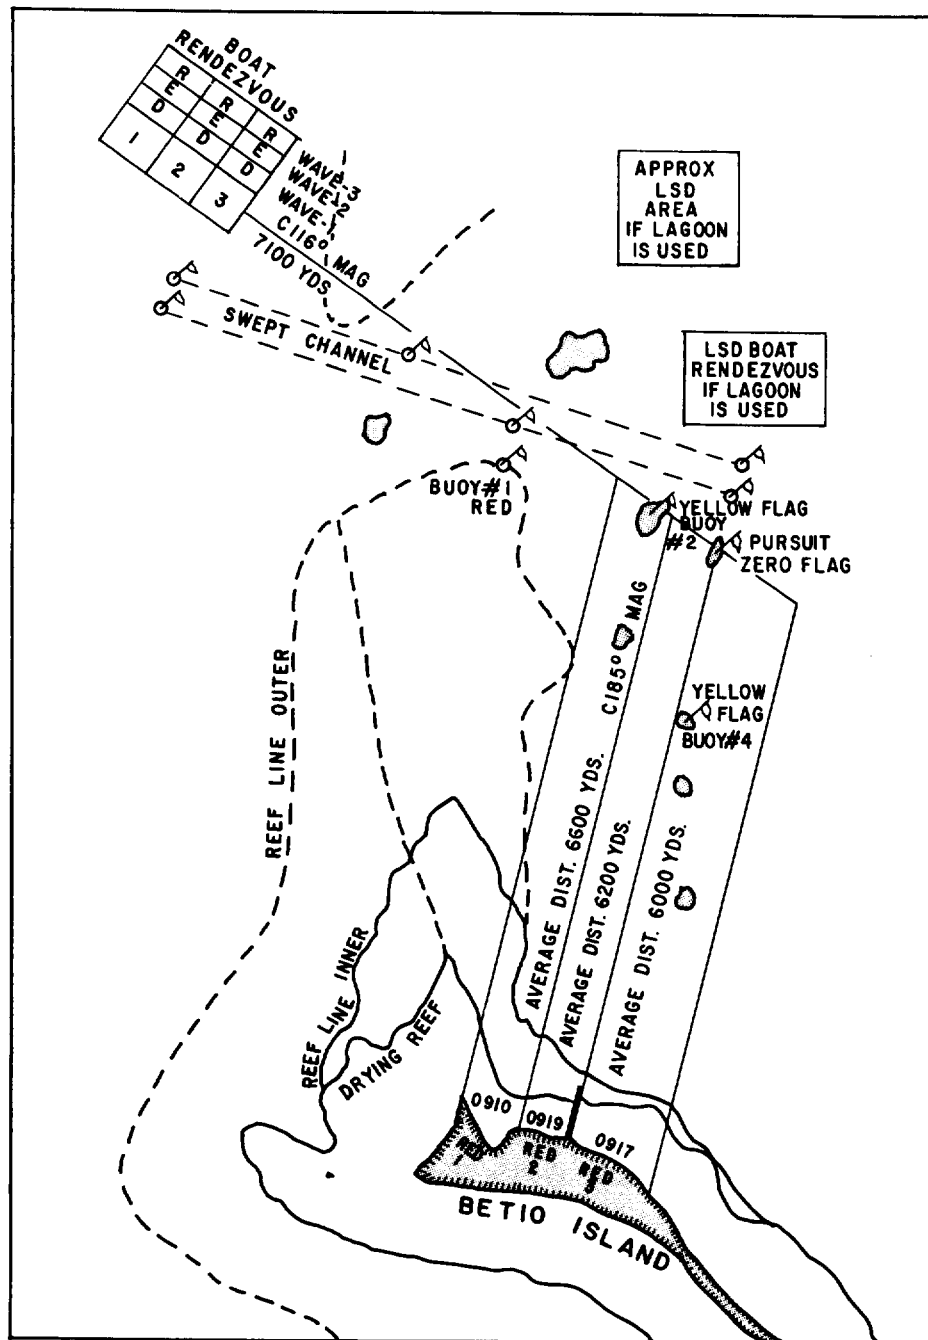 BOAT
RENDEZVOUS
RED
RED
RED
1
2
3
WAVE-3
WAVE-2
WAVE-1
C116° MAG
7100 YDS
APPROX
LSD
AREA
IF LAGOON
IS USED
SWEPT CHANNEL
LSD BOAT
RENDEZVOUS
IF LAGOON
IS USED
BUOY#1
RED
YELLOW FLAG
BUOY
#2
PURSUIT
ZERO FLAG
C185° MAG
YELLOW
FLAG
BUOY#4
REEF LINE OUTER
AVERAGE DIST. 6600 YDS.
AVERAGE DIST. 6200 YDS.
AVERAGE DIST. 6000 YDS.
REEF LINE INNER
DRYING REEF
0910
0919
0917
RED
1
RED
2
RED
3
BETIO ISLAND